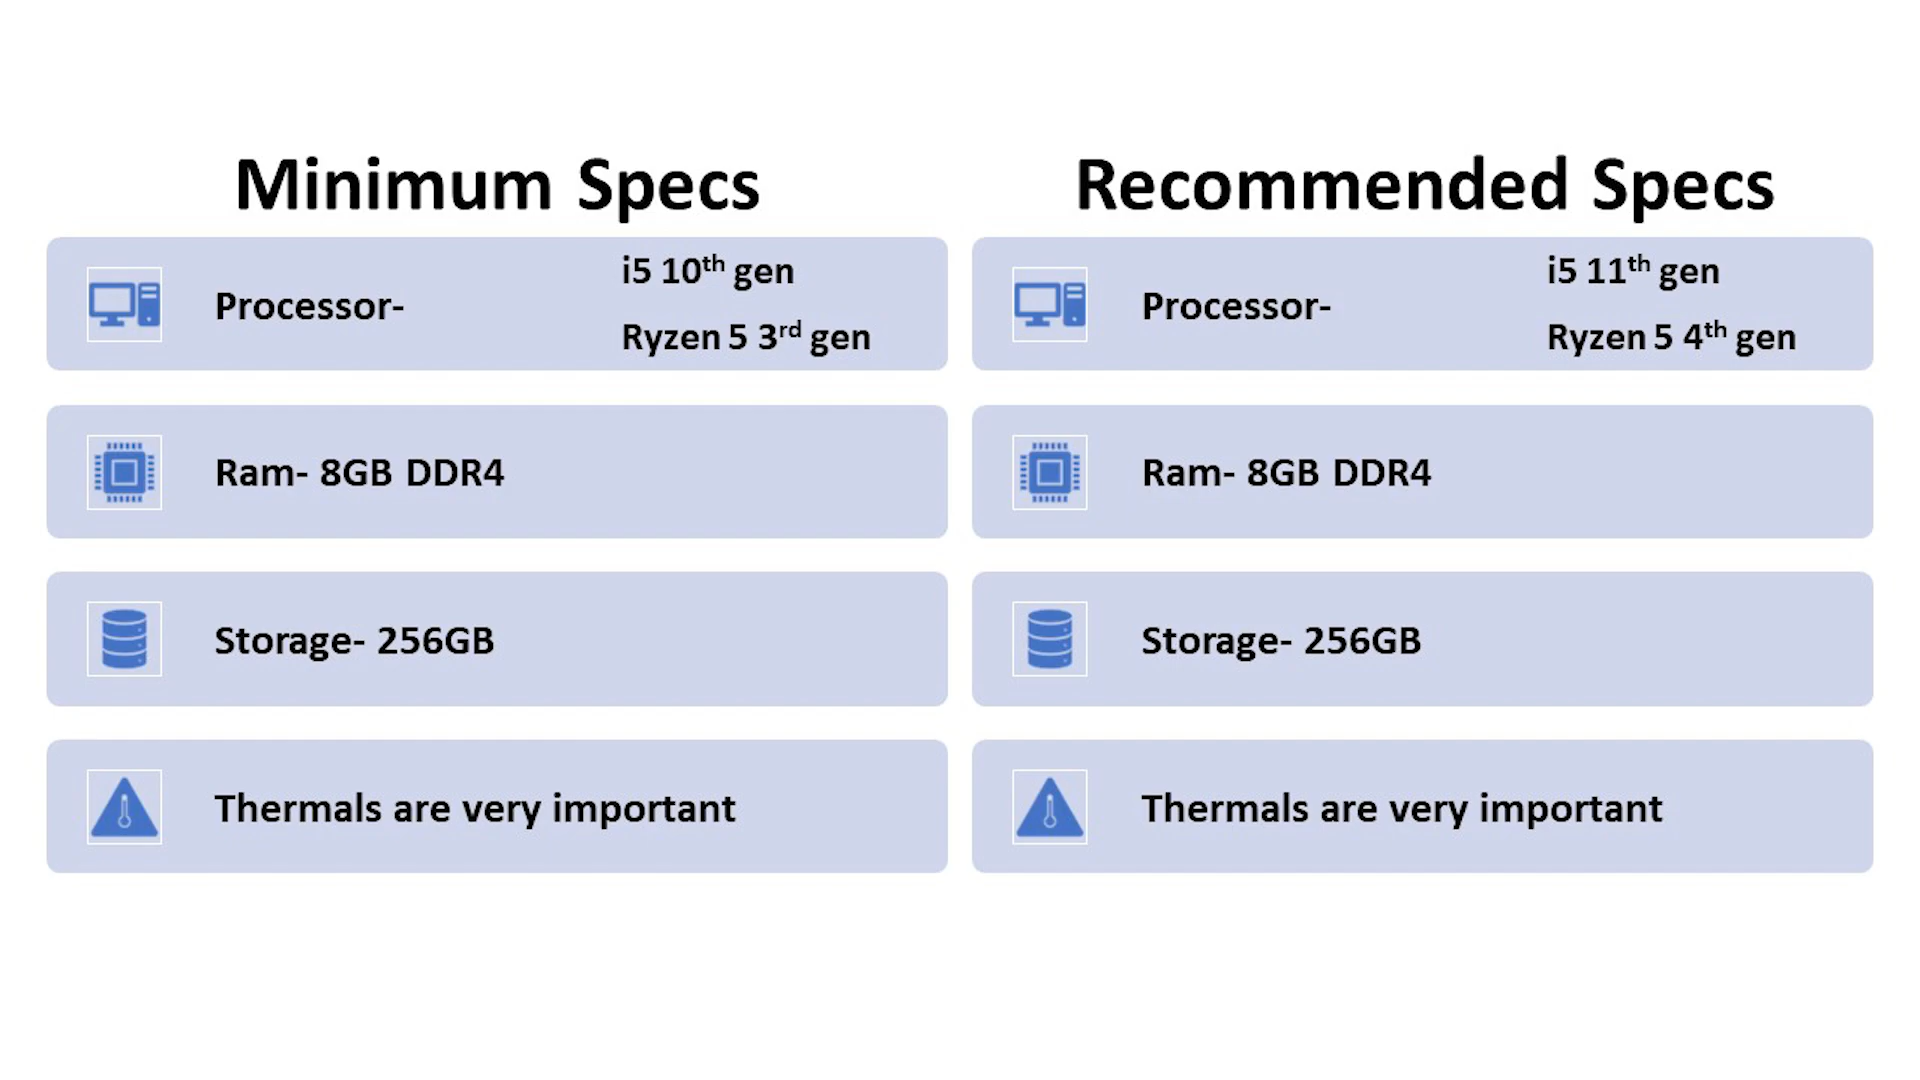 Minimum Specs
Processor-
i5 10th gen
Ryzen 5 3rd gen
Ram- 8GB DDR4
Storage- 256GB
Thermals are very important
Recommended Specs
Processor-
i5 11th gen
Ryzen 5 4th gen
Ram- 8GB DDR4
Storage- 256GB
Thermals are very important